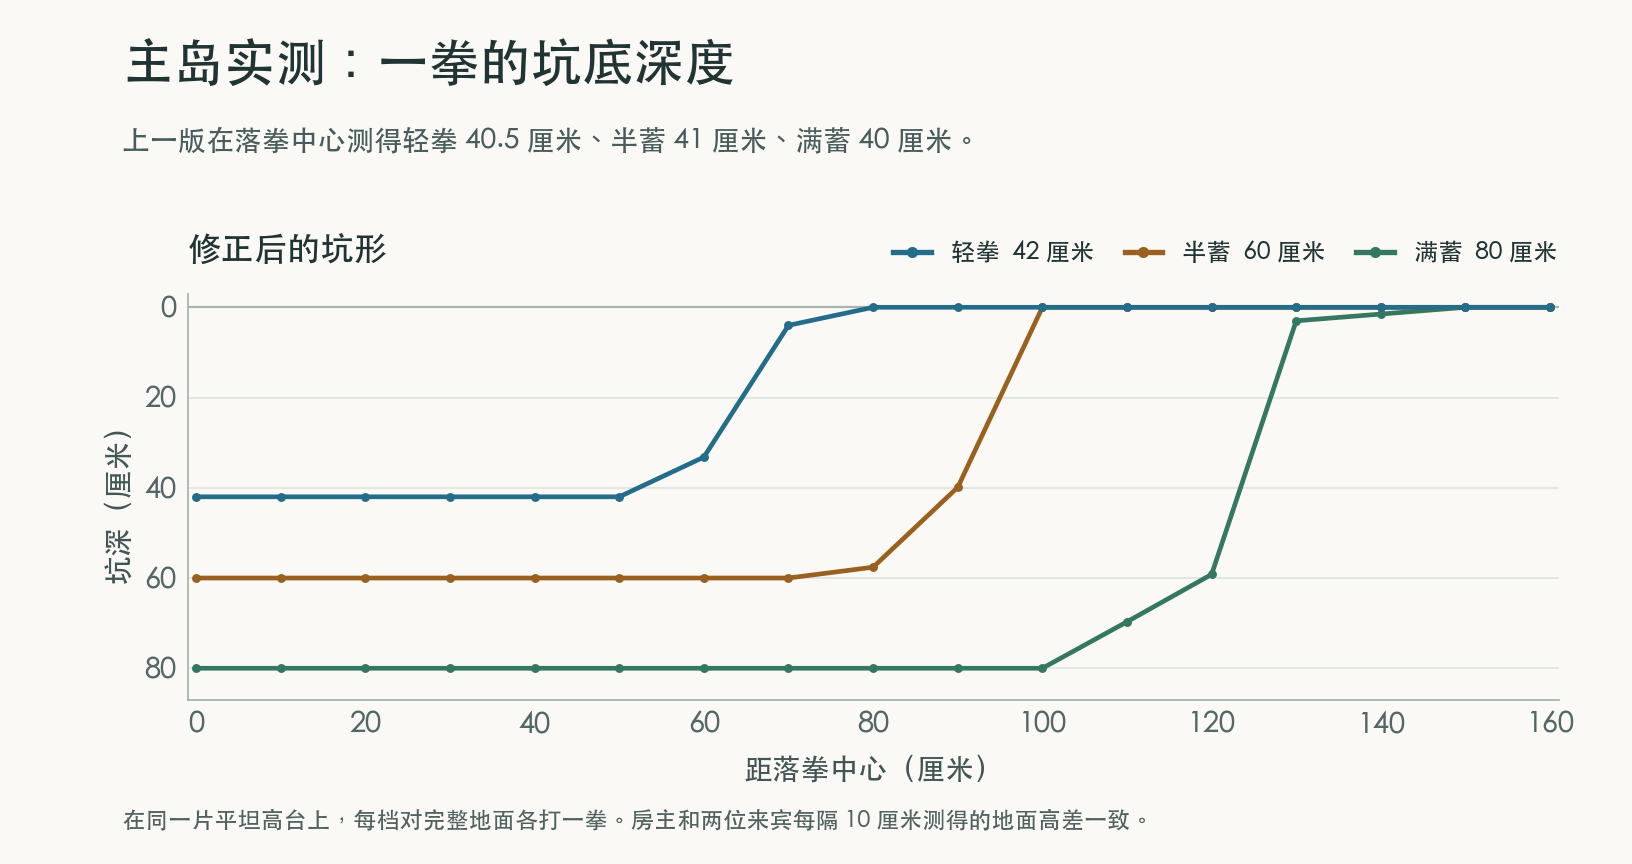 主岛实测：一拳的坑底深度
上一版在落拳中心测得轻拳 40.5 厘米、半蓄 41 厘米、满蓄 40 厘米。
修正后的坑形
轻拳 42 厘米
半蓄 60 厘米
满蓄 80 厘米
0
20
40
60
80
坑深（厘米）
0 20 40 60 80 100 120 140 160
距落拳中心（厘米）
在同一片平坦高台上，每档对完整地面各打一拳。房主和两位来宾每隔 10 厘米测得的地面高差一致。